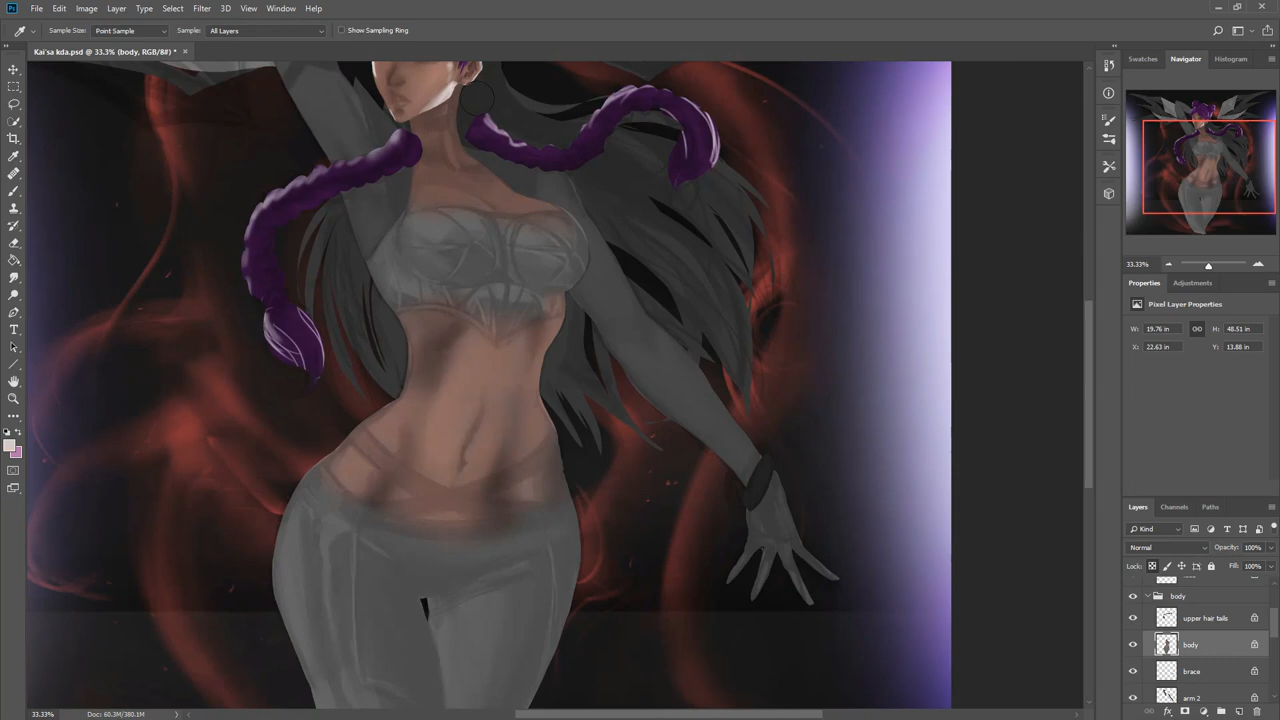 Ps File Edit Image Layer Type Select Filter 3D View Window Help
Sample Size: Point Sample Sample: All Layers Show Sampling Ring
Kai'sa kda.psd @ 33.3% (body, RGB/8#) * ×
Swatches Navigator Histogram
33.33%
Properties Adjustments
Pixel Layer Properties
W: 19.76 in H: 48.51 in
X: 22.63 in Y: 13.88 in
Layers Channels Paths
Kind
Normal Opacity: 100%
Lock: Fill: 100%
body
upper hair tails
body
brace
arm 2
33.33% Doc: 60.3M/380.1M